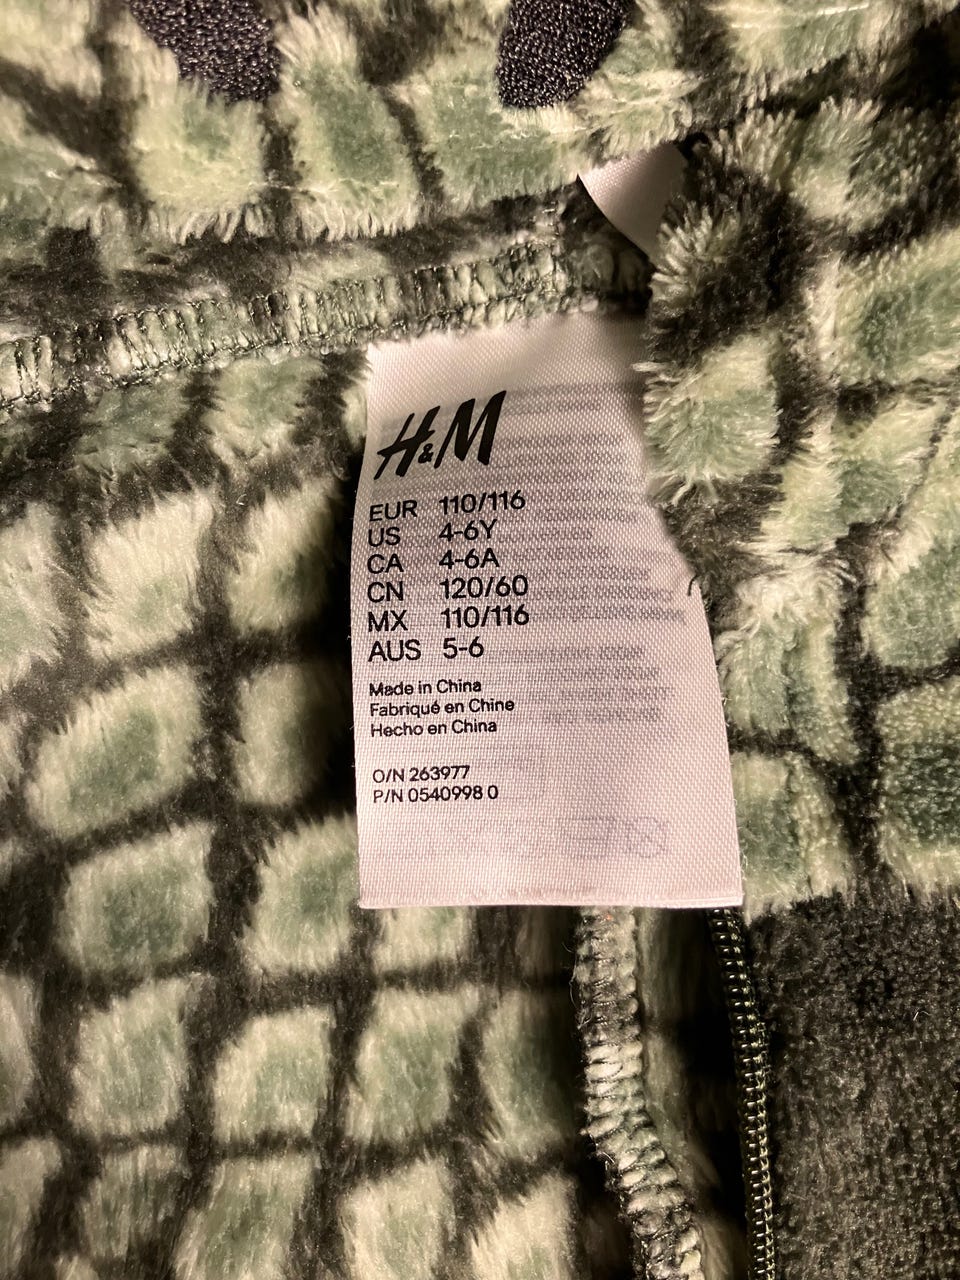 H&M
EUR 110/116
US 4-6Y
CA 4-6A
CN 120/60
MX 110/116
AUS 5-6
Made in China
Fabriqué en Chine
Hecho en China
O/N 263977
P/N 0540998 0